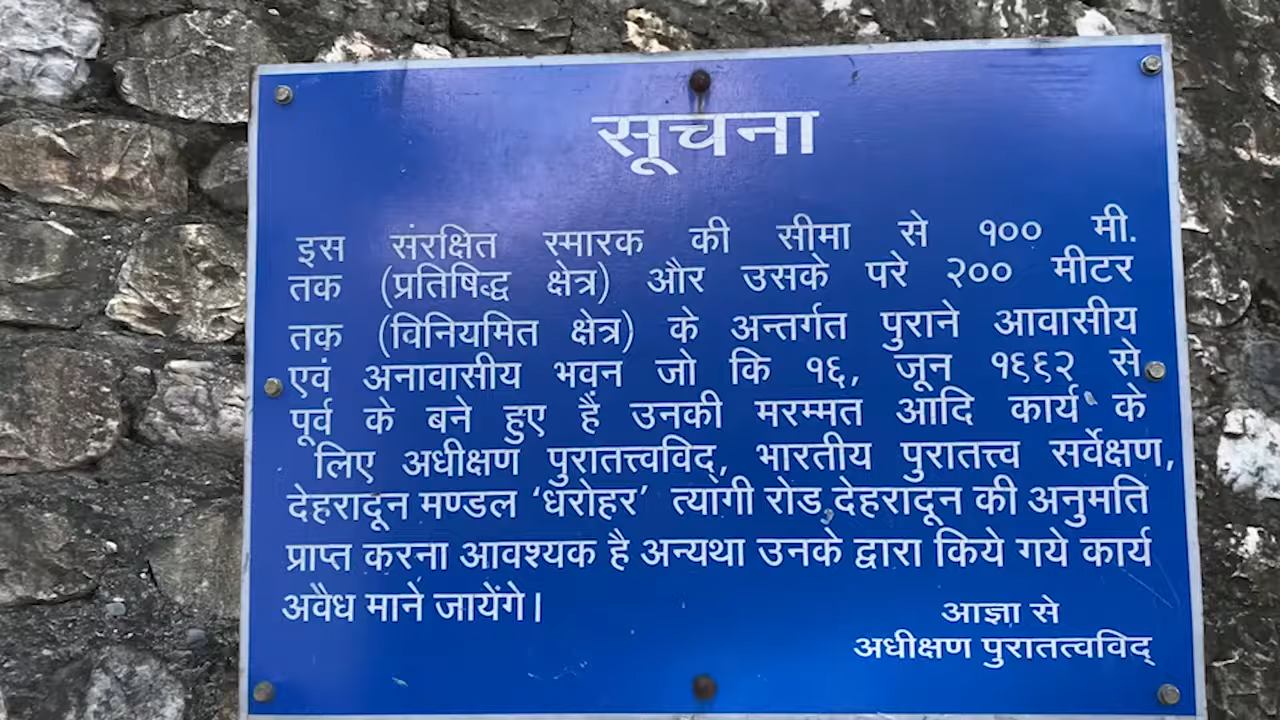 सूचना
इस संरक्षित स्मारक की सीमा से १०० मी.
तक (प्रतिषिद्ध क्षेत्र) और उसके परे २०० मीटर
तक (विनियमित क्षेत्र) के अन्तर्गत पुराने आवासीय
एवं अनावासीय भवन जो कि १६, जून १९९२ से
पूर्व के बने हुए हैं उनकी मरम्मत आदि कार्य के
लिए अधीक्षण पुरातत्त्वविद्, भारतीय पुरातत्त्व सर्वेक्षण,
देहरादून मण्डल ‘धरोहर’ त्यागी रोड, देहरादून की अनुमति
प्राप्त करना आवश्यक है अन्यथा उनके द्वारा किये गये कार्य
अवैध माने जायेंगे।
आज्ञा से
अधीक्षण पुरातत्वविद्